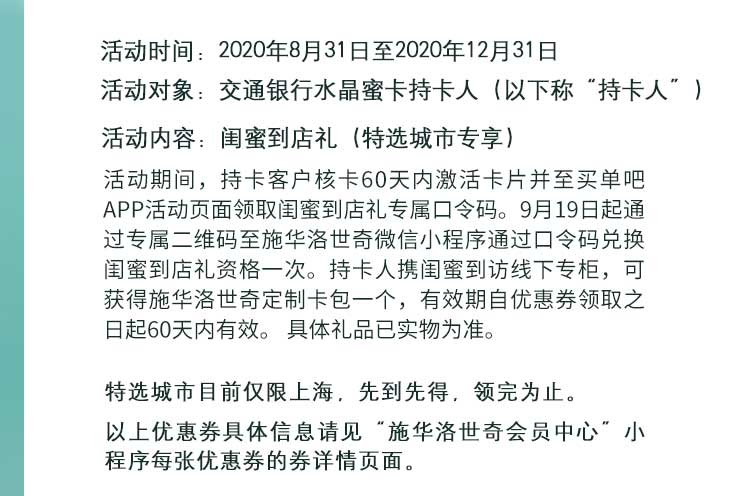 活动时间：2020年8月31日至2020年12月31日
活动对象：交通银行水晶蜜卡持卡人（以下称“持卡人”）
活动内容：闺蜜到店礼（特选城市专享）
活动期间，持卡客户核卡60天内激活卡片并至买单吧
APP活动页面领取闺蜜到店礼专属口令码。9月19日起通
过专属二维码至施华洛世奇微信小程序通过口令码兑换
闺蜜到店礼资格一次。持卡人携闺蜜到访线下专柜，可
获得施华洛世奇定制卡包一个，有效期自优惠券领取之
日起60天内有效。 具体礼品已实物为准。
特选城市目前仅限上海，先到先得，领完为止。
以上优惠券具体信息请见“施华洛世奇会员中心”小
程序每张优惠券的券详情页面。